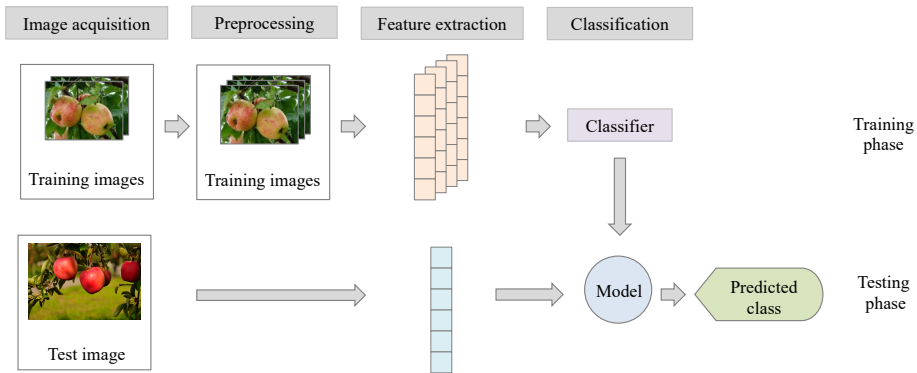 Image acquisition
Preprocessing
Feature extraction
Classification
Training images
Training images
Classifier
Training
phase
Test image
Model
Predicted
class
Testing
phase